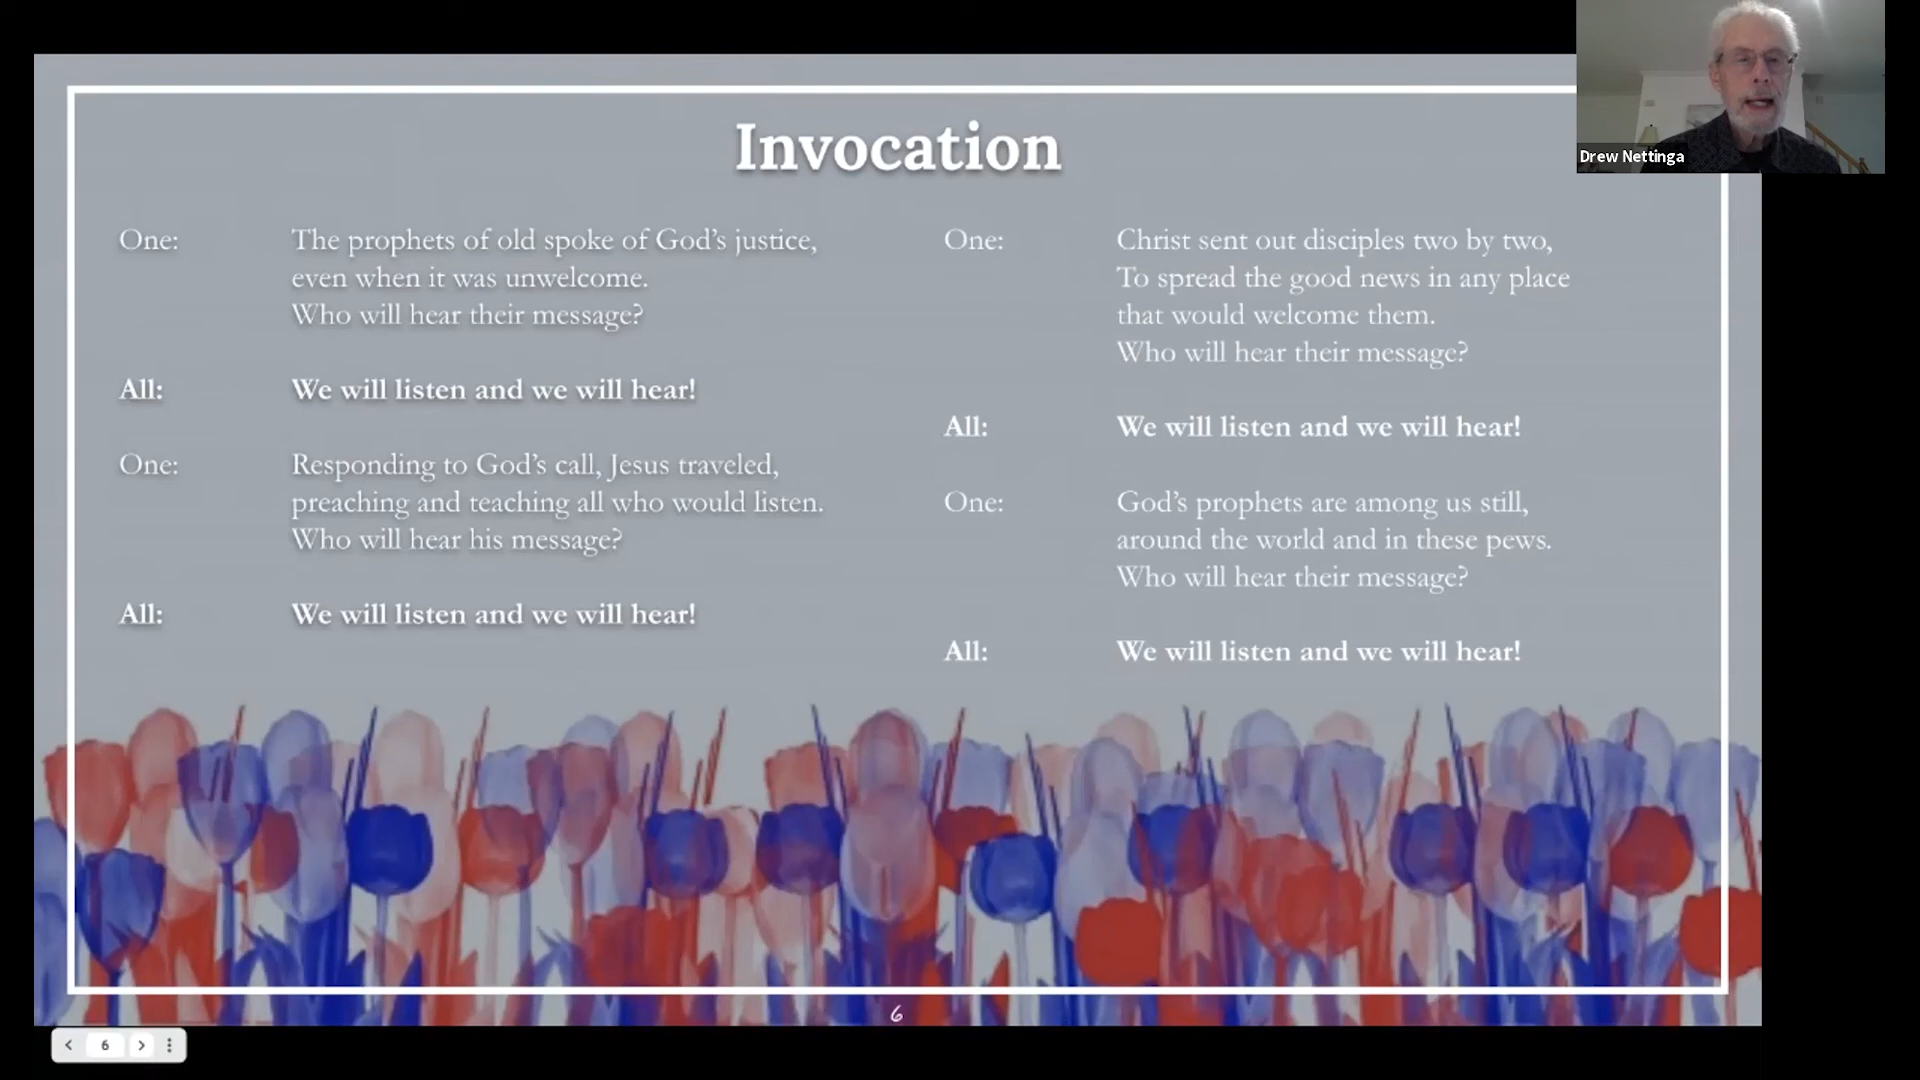 Invocation
One: The prophets of old spoke of God's justice,
even when it was unwelcome.
Who will hear their message?
All: We will listen and we will hear!
One: Responding to God's call, Jesus traveled,
preaching and teaching all who would listen.
Who will hear his message?
All: We will listen and we will hear!
One: Christ sent out disciples two by two,
To spread the good news in any place
that would welcome them.
Who will hear their message?
All: We will listen and we will hear!
One: God's prophets are among us still,
around the world and in these pews.
Who will hear their message?
All: We will listen and we will hear!
6
Drew Nettinga
6